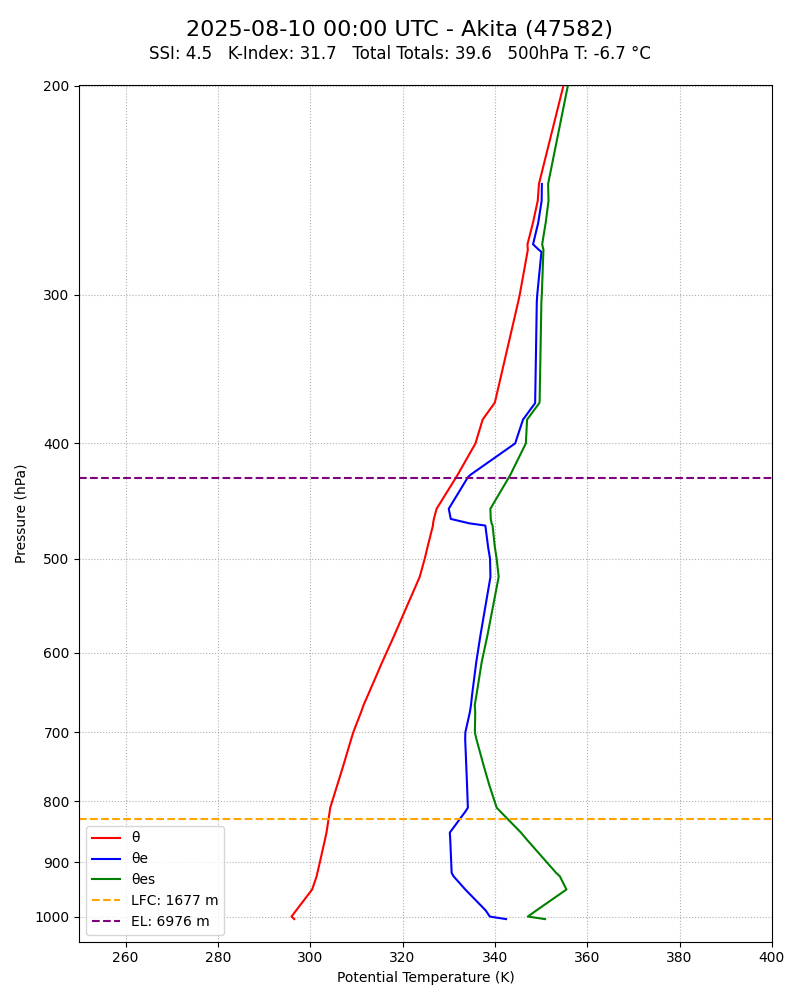 2025-08-10 00:00 UTC - Akita (47582)
SSI: 4.5   K-Index: 31.7   Total Totals: 39.6   500hPa T: -6.7 °C
200
300
400
500
600
700
800
900
1000
Pressure (hPa)
θ
θe
θes
LFC: 1677 m
EL: 6976 m
260 280 300 320 340 360 380 400
Potential Temperature (K)